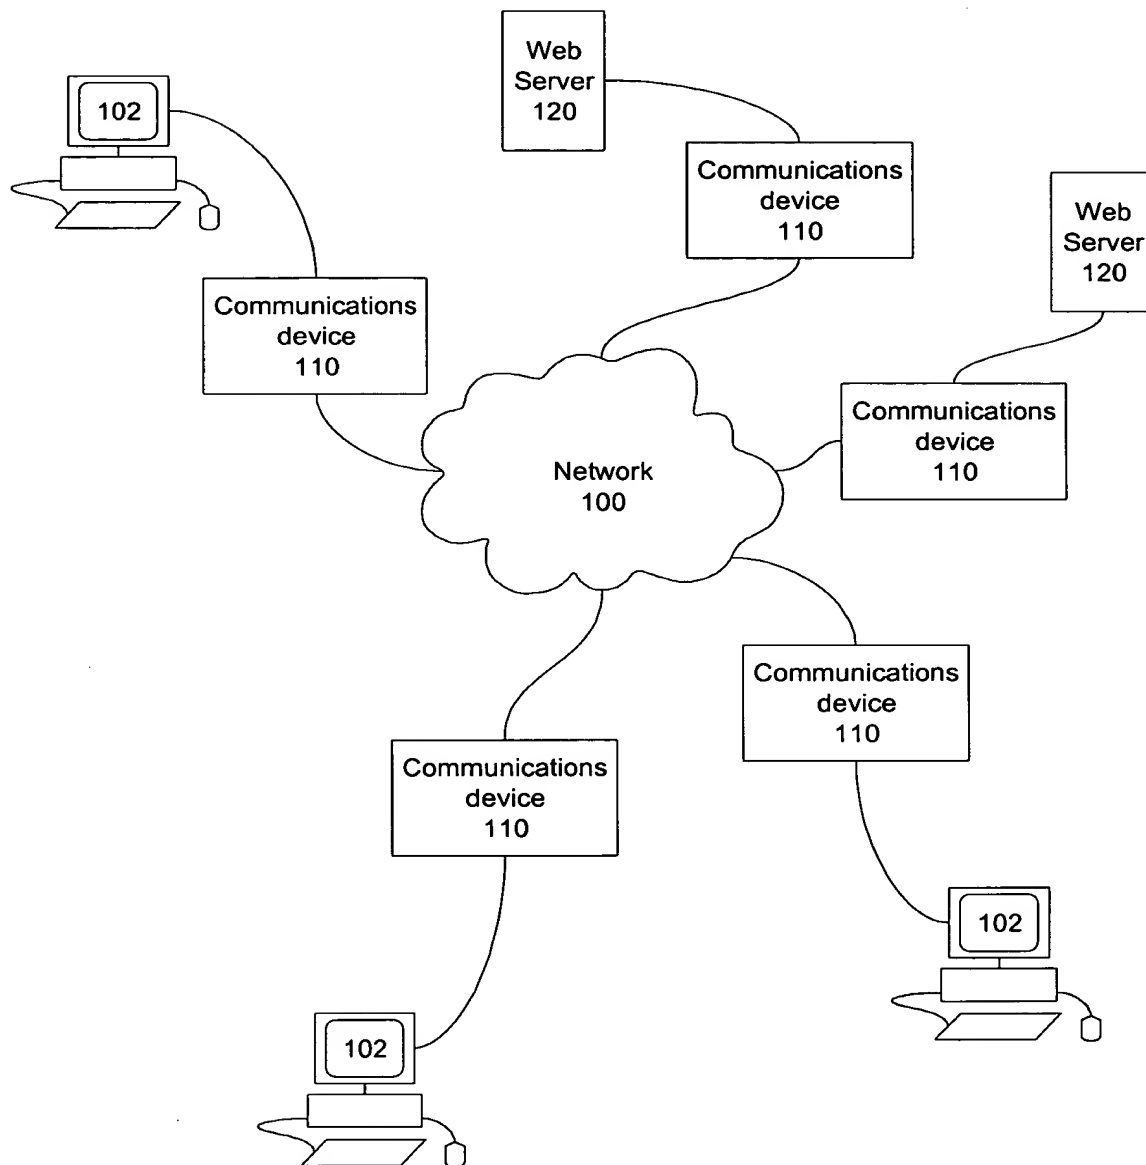 Web
Server
120
102
Communications
device
110
Web
Server
120
Communications
device
110
Communications
device
110
Network
100
Communications
device
110
Communications
device
110
102
102